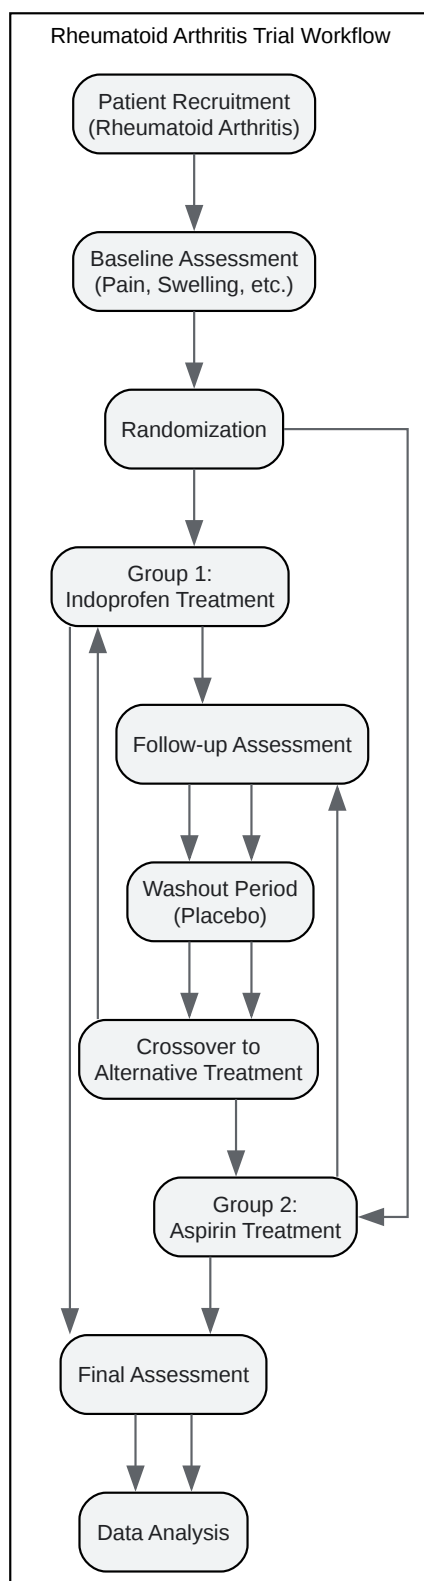 Rheumatoid Arthritis Trial Workflow
Patient Recruitment
(Rheumatoid Arthritis)
Baseline Assessment
(Pain, Swelling, etc.)
Randomization
Group 1:
Indoprofen Treatment
Follow-up Assessment
Washout Period
(Placebo)
Crossover to
Alternative Treatment
Group 2:
Aspirin Treatment
Final Assessment
Data Analysis